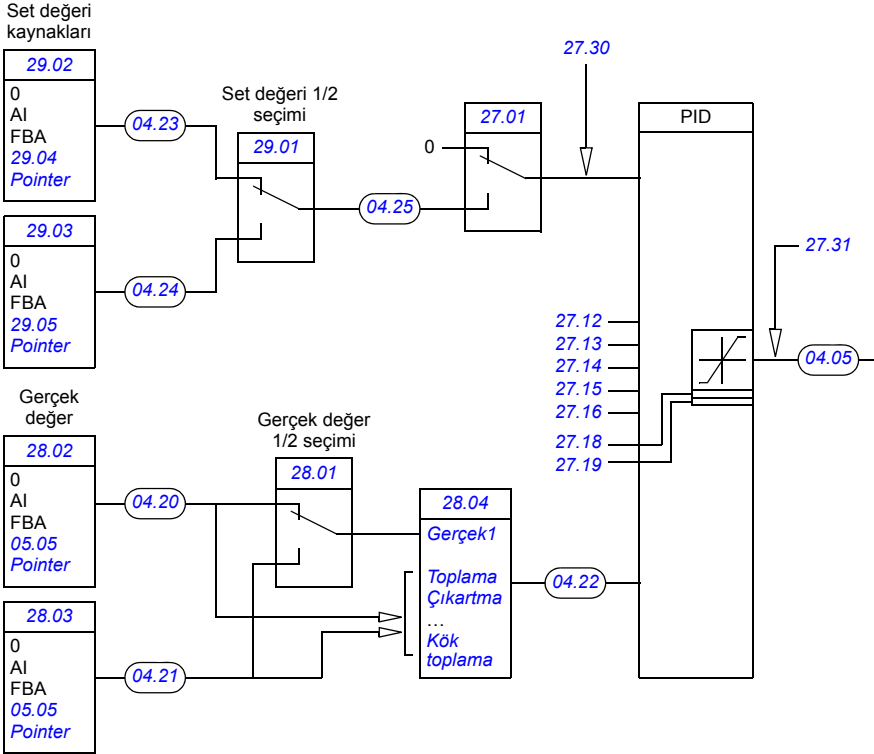 Set değeri
kaynakları
29.02
0
AI
FBA
29.04
Pointer
04.23
Set değeri 1/2
seçimi
29.01
29.03
0
AI
FBA
29.05
Pointer
04.24
04.25
27.01
0
27.30
PID
27.31
04.05
27.12
27.13
27.14
27.15
27.16
27.18
27.19
Gerçek
değer
28.02
0
AI
FBA
05.05
Pointer
04.20
Gerçek değer
1/2 seçimi
28.01
28.04
Gerçek1
Toplama
Çıkartma
…
Kök
toplama
04.22
28.03
0
AI
FBA
05.05
Pointer
04.21